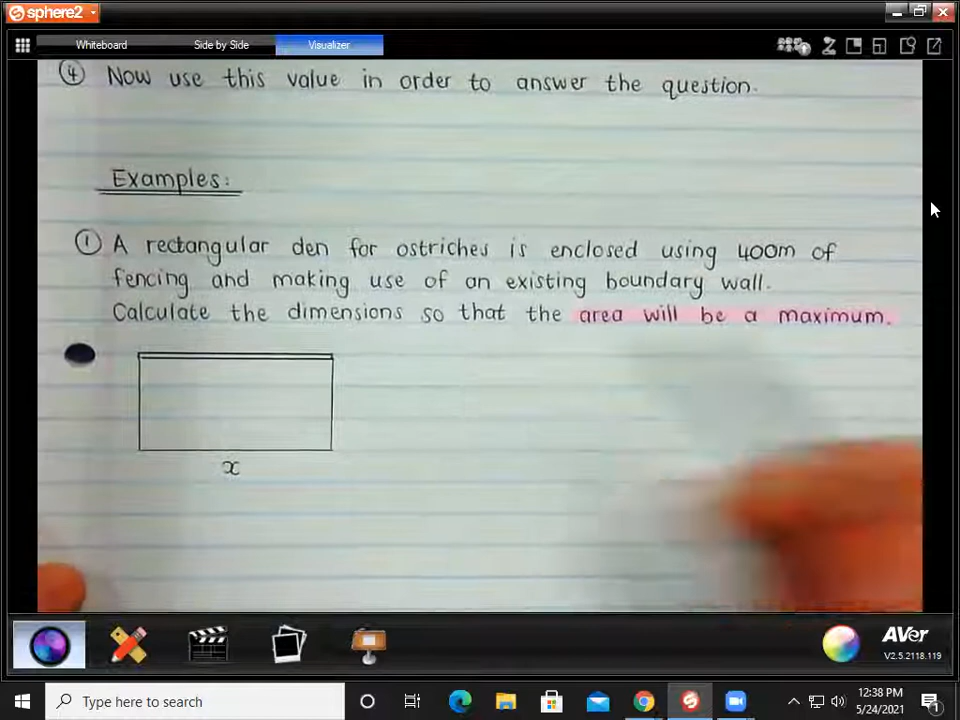 sphere2
Whiteboard
Side by Side
Visualizer
④ Now use this value in order to answer the question.
Examples:
① A rectangular den for ostriches is enclosed using 400m of
fencing and making use of an existing boundary wall.
Calculate the dimensions so that the area will be a maximum.
x
AVer
V2.5.2118.119
Type here to search
12:38 PM
5/24/2021
1